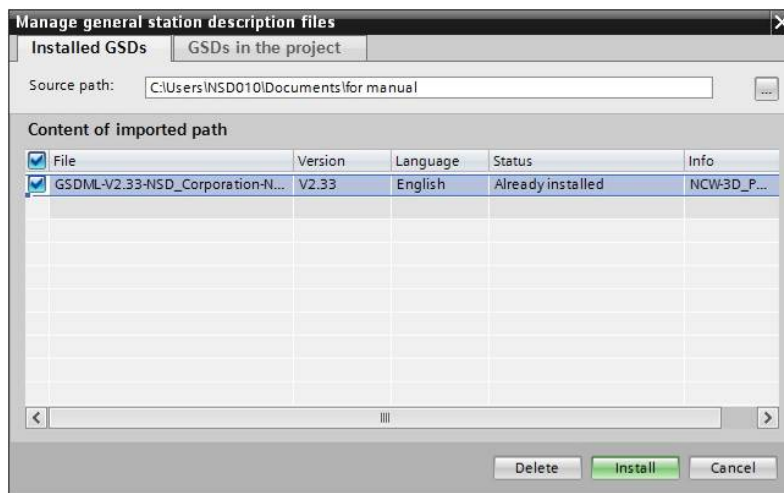 Manage general station description files
Installed GSDs GSDs in the project
Source path: C:\Users\NSD010\Documents\for manual ...
Content of imported path
File Version Language Status Info
GSDML-V2.33-NSD_Corporation-N... V2.33 English Already installed NCW-3D_P...
Delete Install Cancel